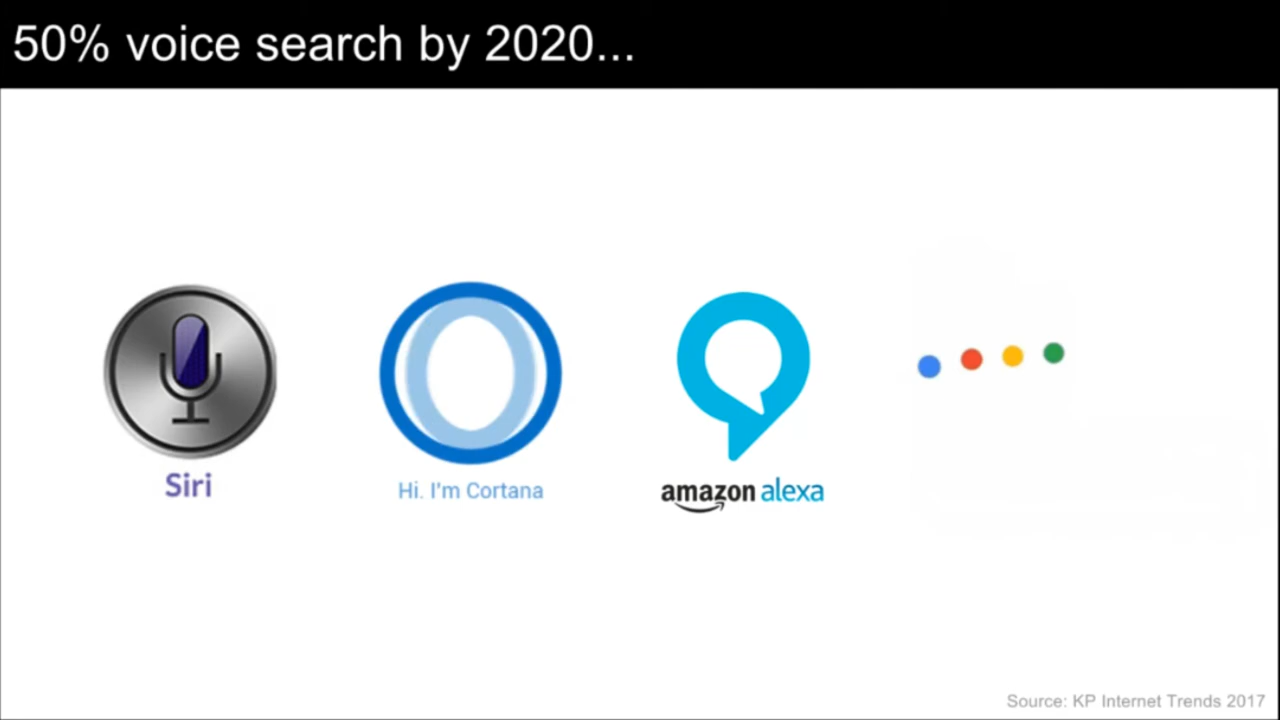 50% voice search by 2020...
Siri
Hi. I'm Cortana
amazon alexa
Source: KP Internet Trends 2017